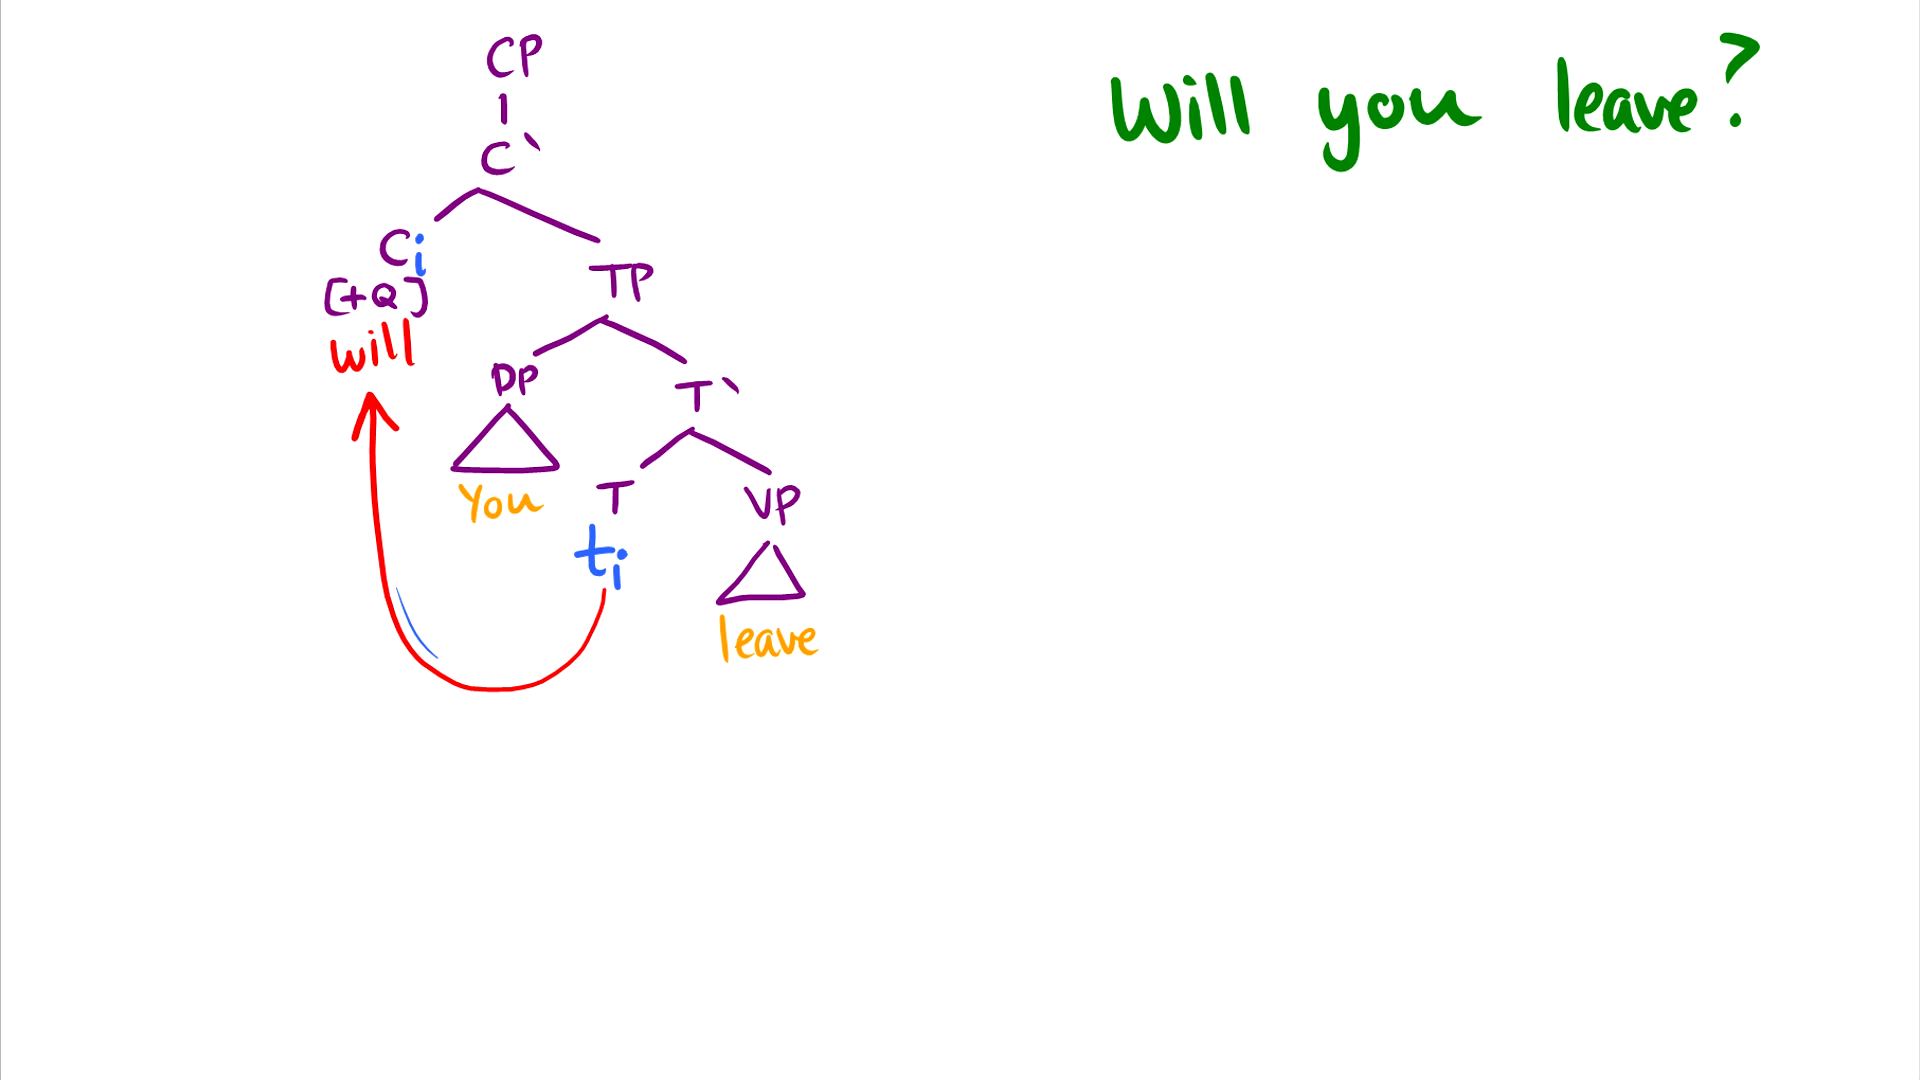 CP
Will you leave?
C`
Ci
[+Q]
TP
will
DP
T`
You
T
VP
ti
leave